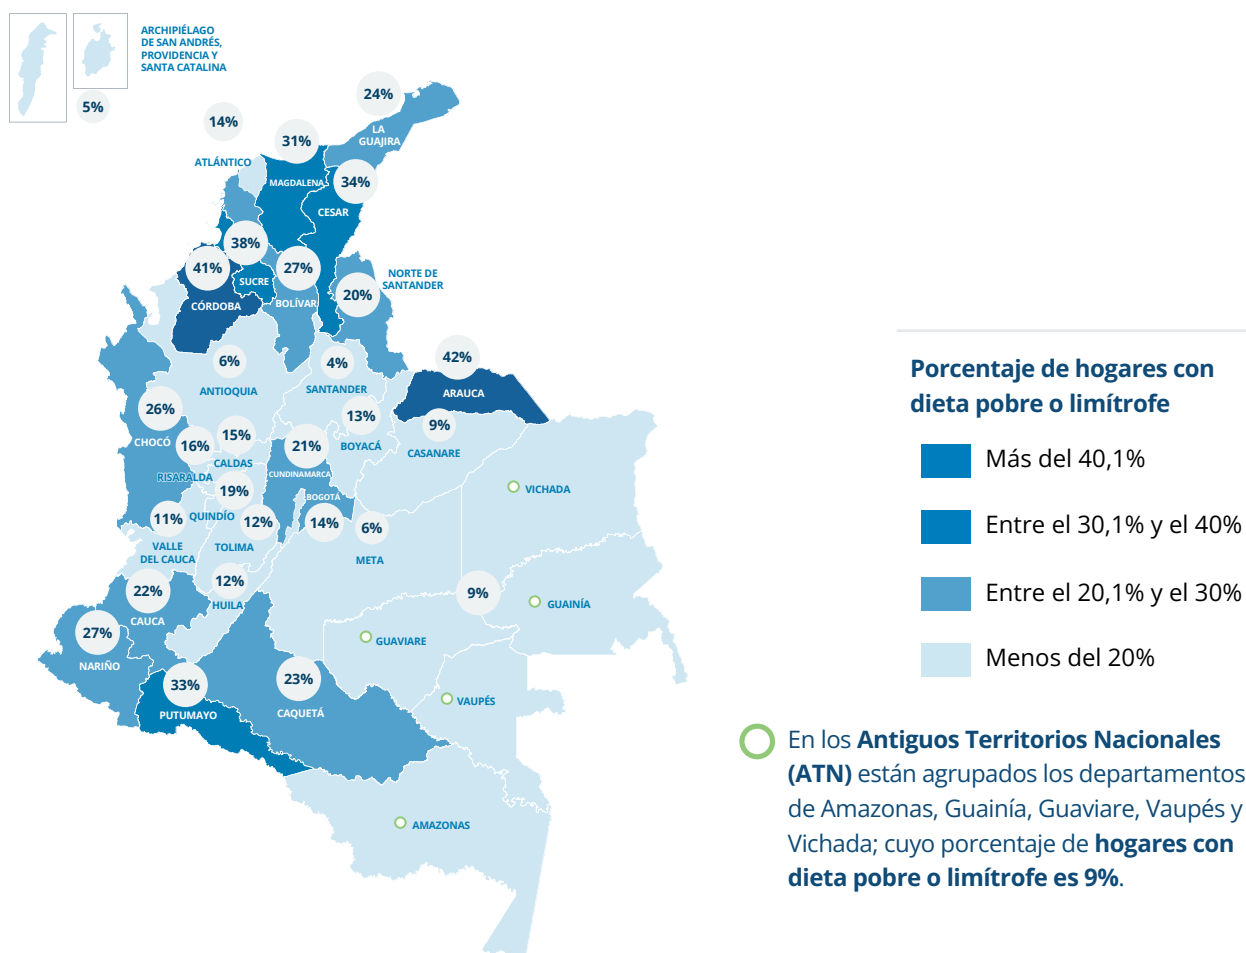 ARCHIPIÉLAGO
DE SAN ANDRÉS,
PROVIDENCIA Y
SANTA CATALINA
5%
24%
LA
GUAJIRA
14%
ATLÁNTICO
31%
MAGDALENA
34%
CESAR
38%
SUCRE
41%
CÓRDOBA
27%
BOLÍVAR
NORTE DE
SANTANDER
20%
6%
ANTIOQUIA
4%
SANTANDER
42%
ARAUCA
26%
CHOCÓ
16%
RISARALDA
15%
CALDAS
21%
CUNDINAMARCA
13%
BOYACÁ
9%
CASANARE
19%
QUINDÍO
BOGOTÁ
14%
VICHADA
11%
VALLE
DEL CAUCA
12%
TOLIMA
6%
META
12%
HUILA
22%
CAUCA
9%
GUAINÍA
27%
NARIÑO
GUAVIARE
33%
PUTUMAYO
23%
CAQUETÁ
VAUPÉS
AMAZONAS
Porcentaje de hogares con
dieta pobre o limítrofe
Más del 40,1%
Entre el 30,1% y el 40%
Entre el 20,1% y el 30%
Menos del 20%
En los Antiguos Territorios Nacionales
(ATN) están agrupados los departamentos
de Amazonas, Guainía, Guaviare, Vaupés y
Vichada; cuyo porcentaje de hogares con
dieta pobre o limítrofe es 9%.